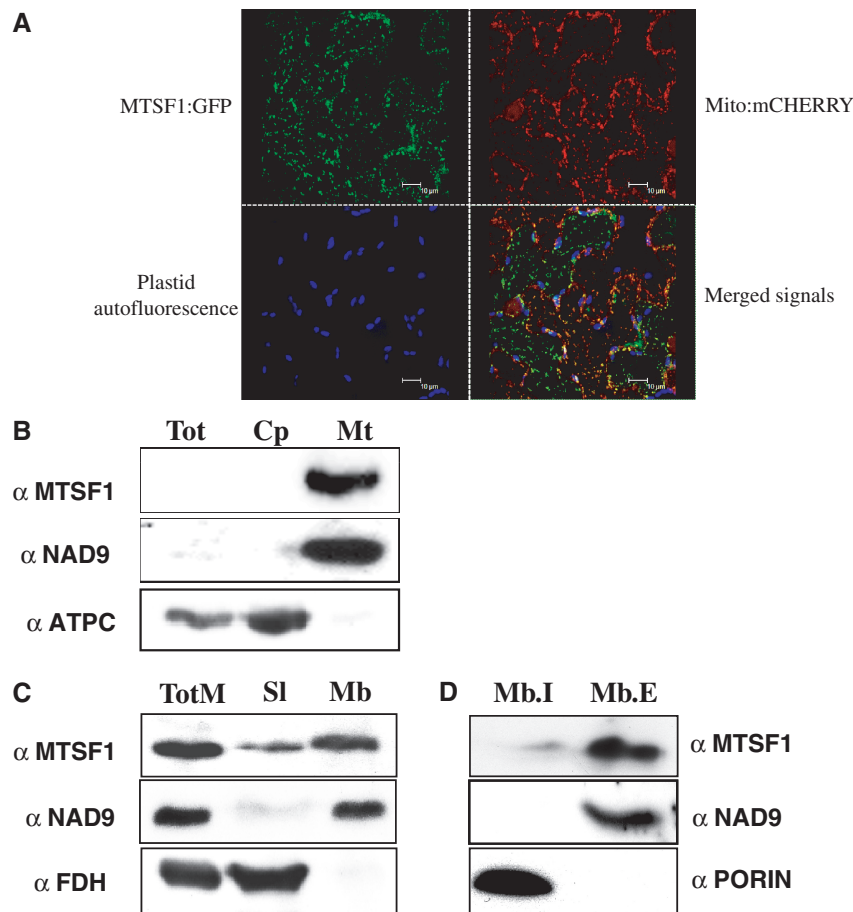 A
MTSF1:GFP
Mito:mCHERRY
10 µm
10 µm
Plastid
autofluorescence
Merged signals
10 µm
10 µm
B
Tot Cp Mt
α MTSF1
α NAD9
α ATPC
C
TotM Sl Mb
α MTSF1
α NAD9
α FDH
D
Mb.I Mb.E
α MTSF1
α NAD9
α PORIN